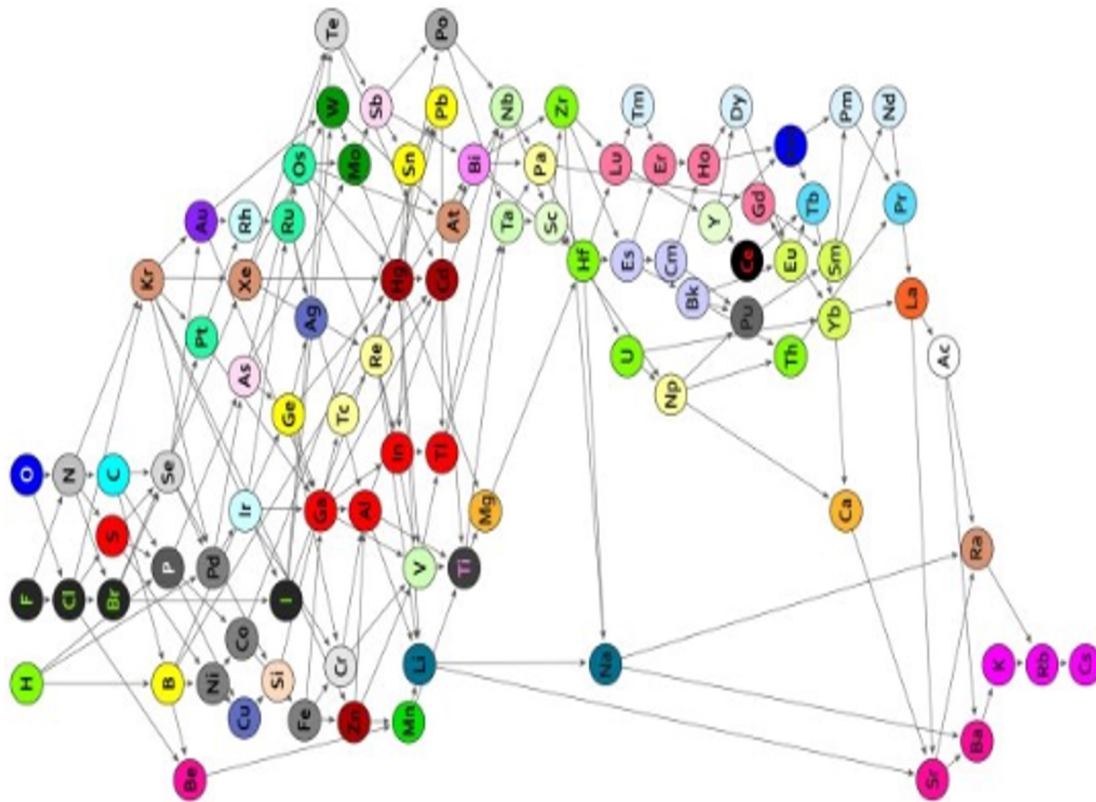 H F O
Cl N
Br S C
Kr
B P Se
Be
Pt Au
Ni Pd
Cu Co Ir As Xe Rh
Si I Ge Ru
Fe Ag Os
Ga
Cr Tc W Te
Zn Al Mo
Re Sb
Mn In Hg Sn
Li V
Tl Cd Pb Po
At
Ti Bi
Mg
Ta Nb
Pa
Sc
Zr
Hf
Na Lu
U Es
Tm
Er
Np Cm
Bk
Ho
Y
Dy
Pu Ce
Gd
Th Eu
Tb
Yb Sm
Ca Pm
Nd
Pr
La
Sr
Ac
Ba Ra
K
Rb
Cs